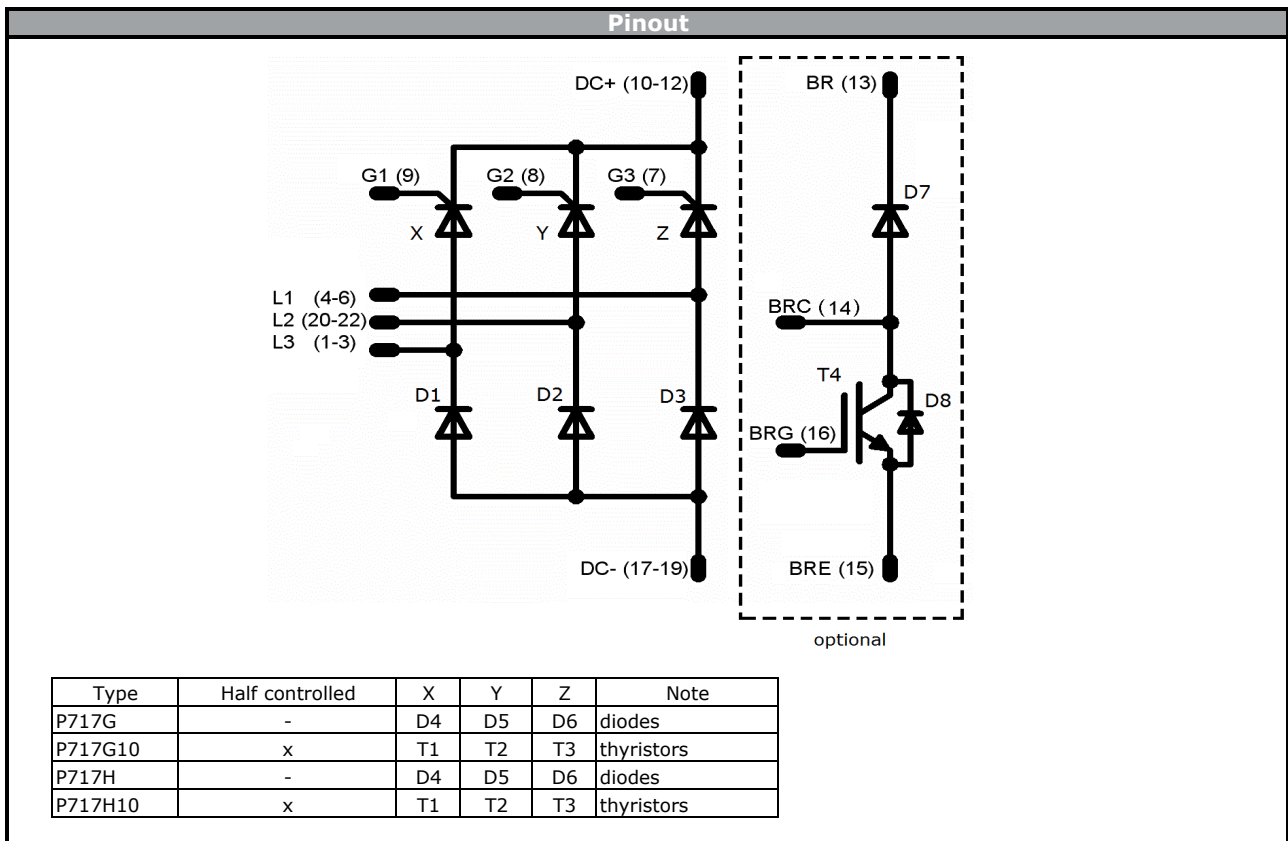 Pinout
DC+ (10-12)
BR (13)
G1 (9)
G2 (8)
G3 (7)
D7
X
Y
Z
L1 (4-6)
L2 (20-22)
L3 (1-3)
BRC (14)
T4
D1
D2
D3
D8
BRG (16)
DC- (17-19)
BRE (15)
optional
Type Half controlled X Y Z Note
P717G - D4 D5 D6 diodes
P717G10 x T1 T2 T3 thyristors
P717H - D4 D5 D6 diodes
P717H10 x T1 T2 T3 thyristors